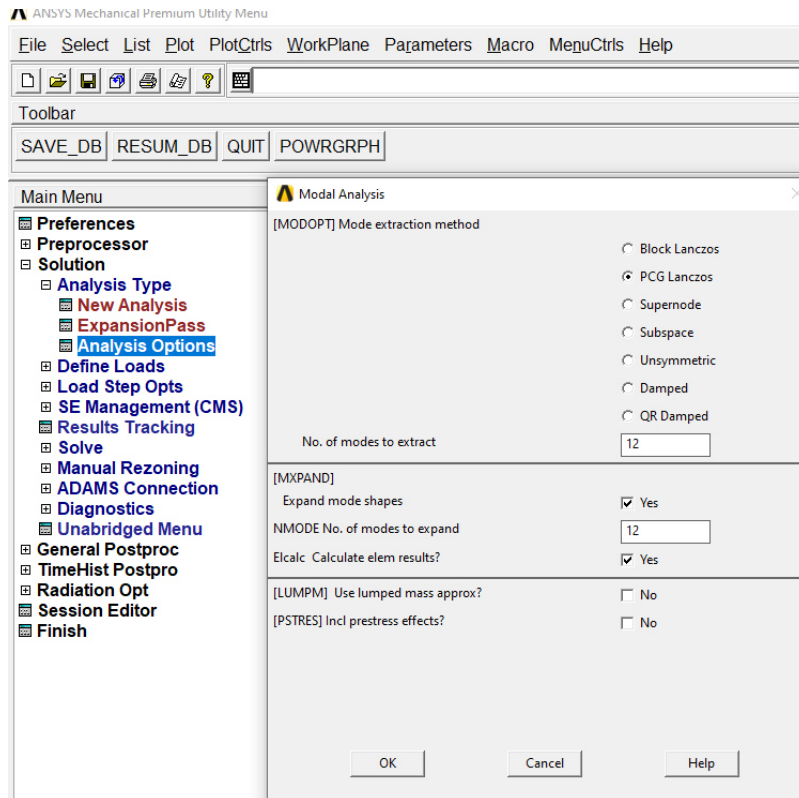 ANSYS Mechanical Premium Utility Menu
File Select List Plot PlotCtrls WorkPlane Parameters Macro MenuCtrls Help
Toolbar
SAVE_DB RESUM_DB QUIT POWRGRPH
Main Menu
Preferences
Preprocessor
Solution
Analysis Type
New Analysis
ExpansionPass
Analysis Options
Define Loads
Load Step Opts
SE Management (CMS)
Results Tracking
Solve
Manual Rezoning
ADAMS Connection
Diagnostics
Unabridged Menu
General Postproc
TimeHist Postpro
Radiation Opt
Session Editor
Finish
Modal Analysis
[MODOPT] Mode extraction method
Block Lanczos
PCG Lanczos
Supernode
Subspace
Unsymmetric
Damped
QR Damped
No. of modes to extract 12
[MXPAND]
Expand mode shapes Yes
NMODE No. of modes to expand 12
Elcalc Calculate elem results? Yes
[LUMPM] Use lumped mass approx? No
[PSTRES] Incl prestress effects? No
OK Cancel Help